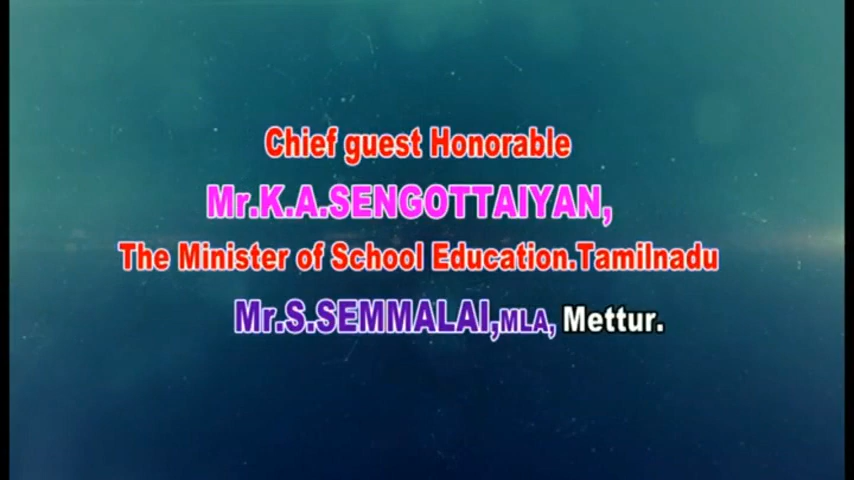 Chief guest Honorable
Mr.K.A.SENGOTTAIYAN,
The Minister of School Education.Tamilnadu
Mr.S.SEMMALAI,MLA, Mettur.